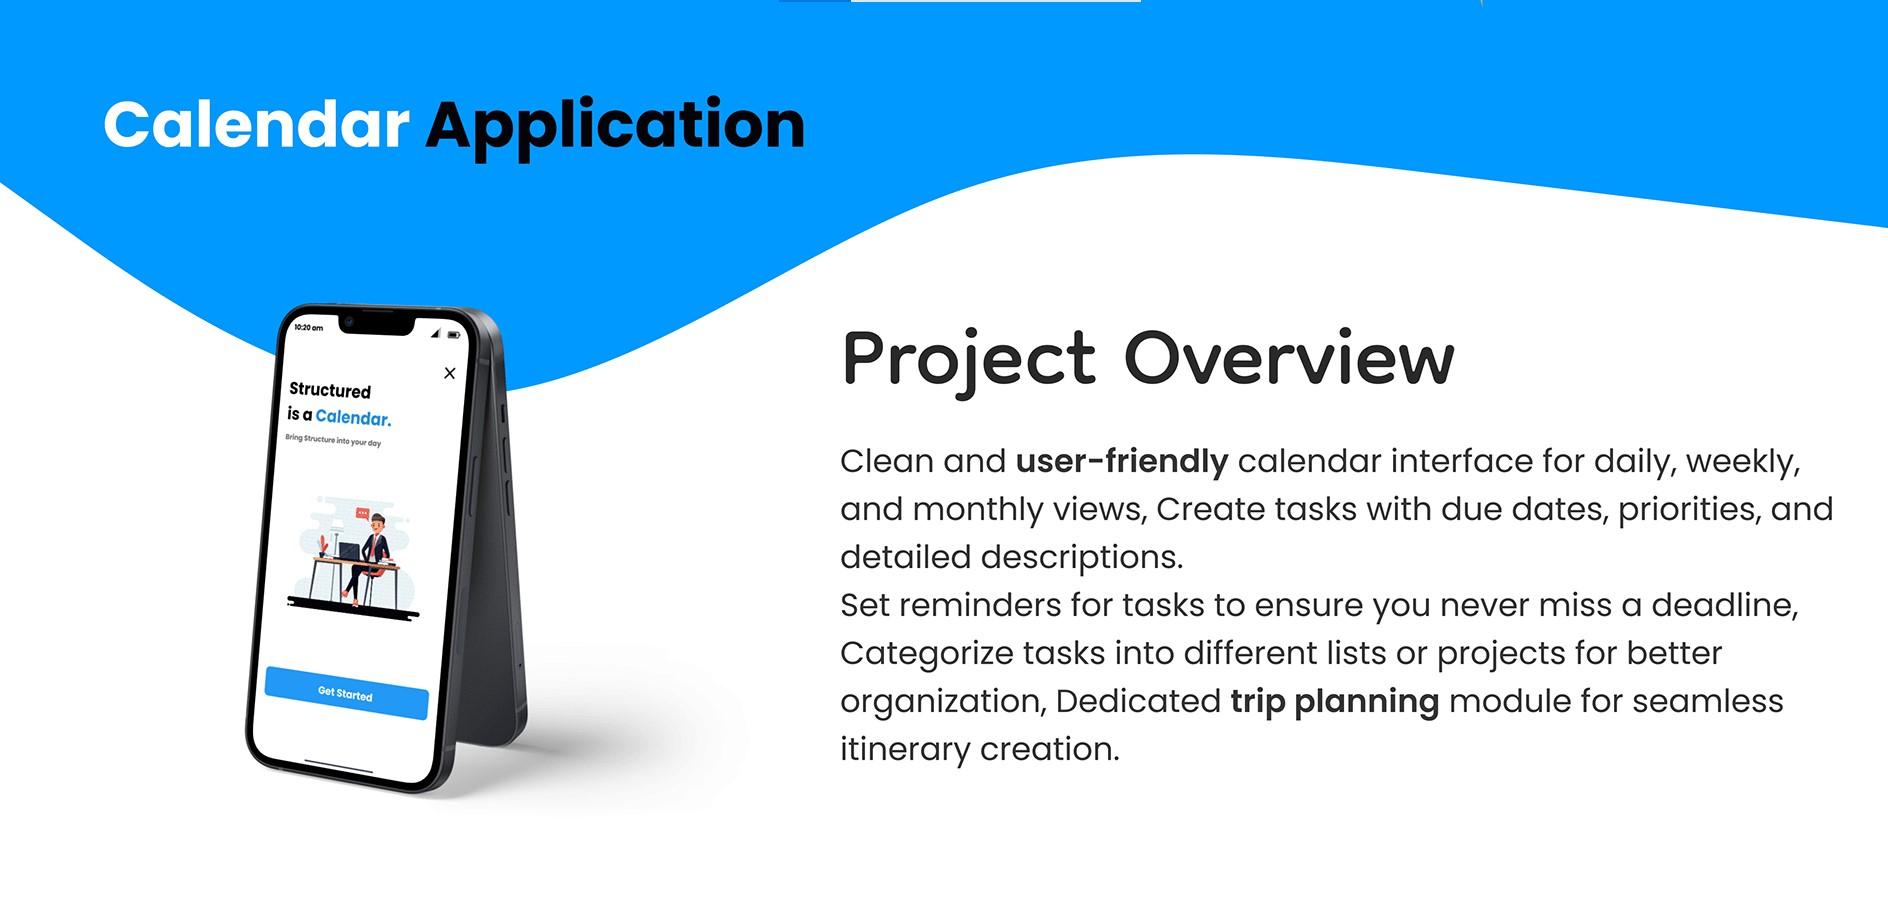 Calendar Application
10:20 am
Structured
is a Calendar.
Bring Structure into your day
Get Started
Project Overview
Clean and user-friendly calendar interface for daily, weekly,
and monthly views, Create tasks with due dates, priorities, and
detailed descriptions.
Set reminders for tasks to ensure you never miss a deadline,
Categorize tasks into different lists or projects for better
organization, Dedicated trip planning module for seamless
itinerary creation.